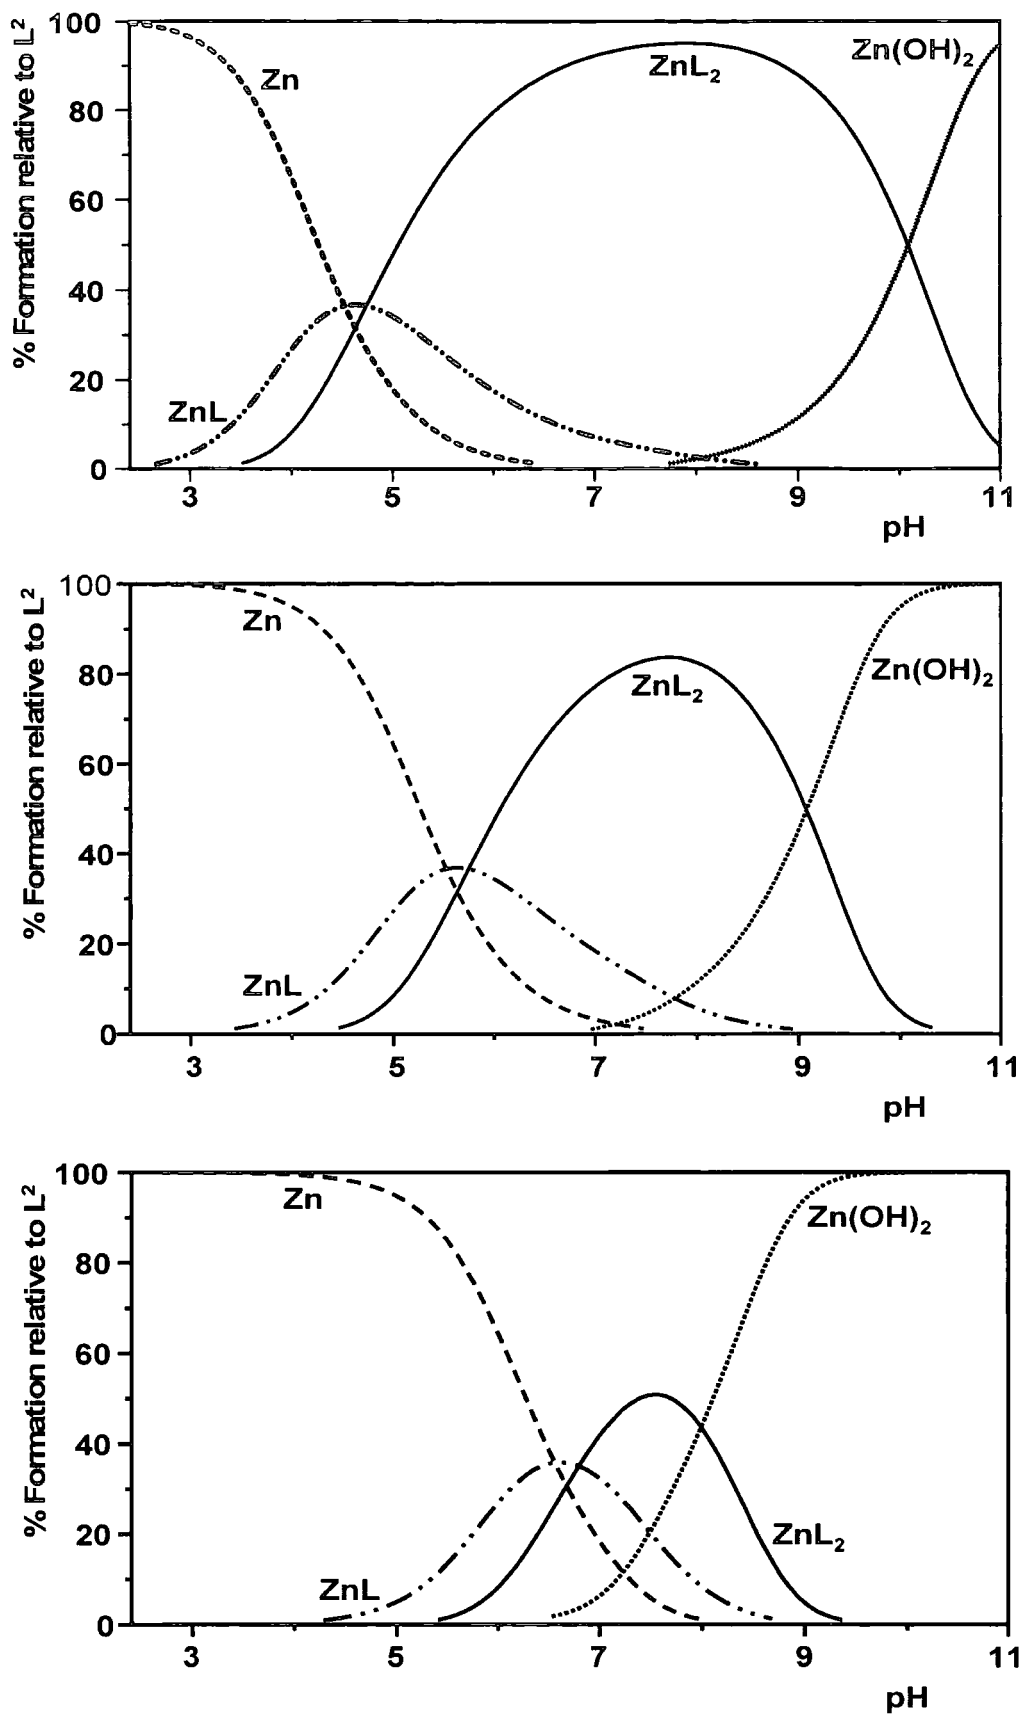 % Formation relative to L²
100
80
60
40
20
0
Zn
ZnL₂
Zn(OH)₂
ZnL
3 5 7 9 11
pH
% Formation relative to L²
100
80
60
40
20
0
Zn
ZnL₂
Zn(OH)₂
ZnL
3 5 7 9 11
pH
% Formation relative to L²
100
80
60
40
20
0
Zn
Zn(OH)₂
ZnL₂
ZnL
3 5 7 9 11
pH